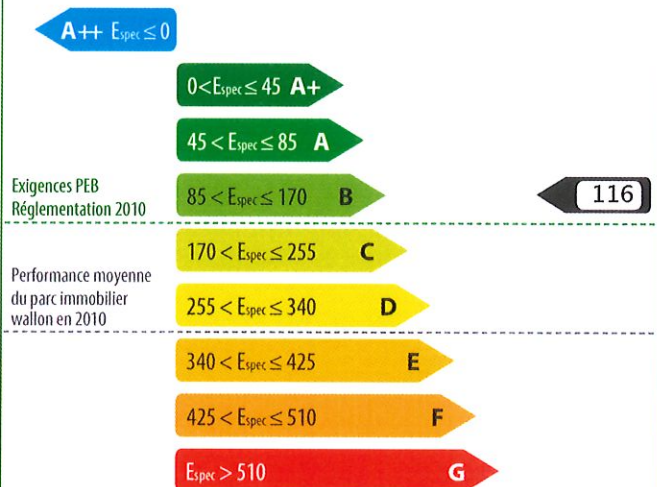 A++ Espec ≤ 0
0 < Espec ≤ 45 A+
45 < Espec ≤ 85 A
Exigences PEB
Réglementation 2010
85 < Espec ≤ 170 B
116
170 < Espec ≤ 255 C
Performance moyenne
du parc immobilier
wallon en 2010
255 < Espec ≤ 340 D
340 < Espec ≤ 425 E
425 < Espec ≤ 510 F
Espec > 510 G